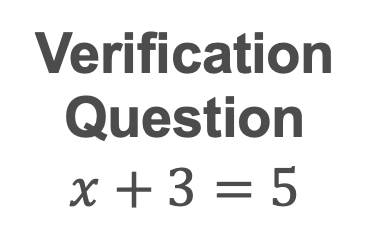 Verification
Question
x + 3 = 5